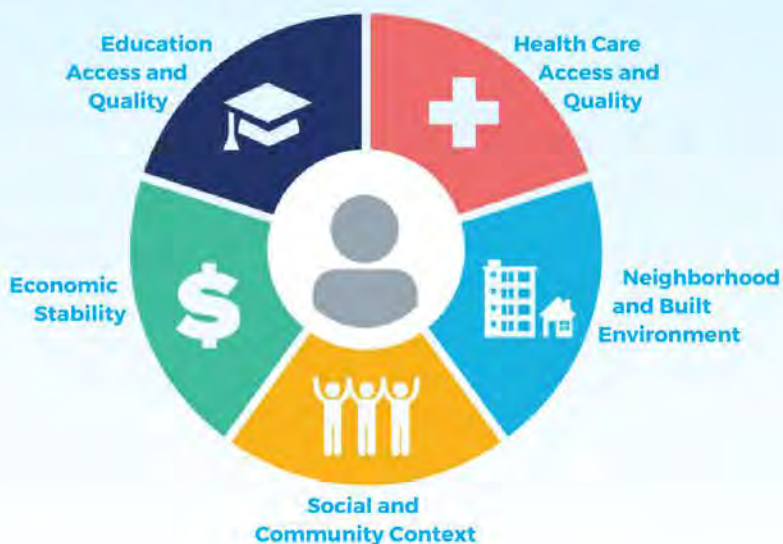 Education
Access and
Quality
Health Care
Access and
Quality
Economic
Stability
$
Neighborhood
and Built
Environment
Social and
Community Context